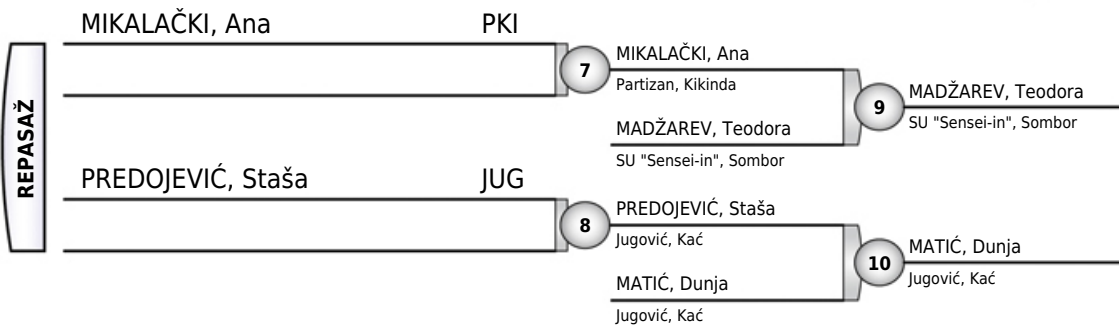 MIKALAČKI, Ana PKI
REPASAŽ
7
MIKALAČKI, Ana
Partizan, Kikinda
MADŽAREV, Teodora
SU "Sensei-in", Sombor
9
MADŽAREV, Teodora
SU "Sensei-in", Sombor
PREDOJEVIĆ, Staša JUG
8
PREDOJEVIĆ, Staša
Jugović, Kać
MATIĆ, Dunja
Jugović, Kać
10
MATIĆ, Dunja
Jugović, Kać